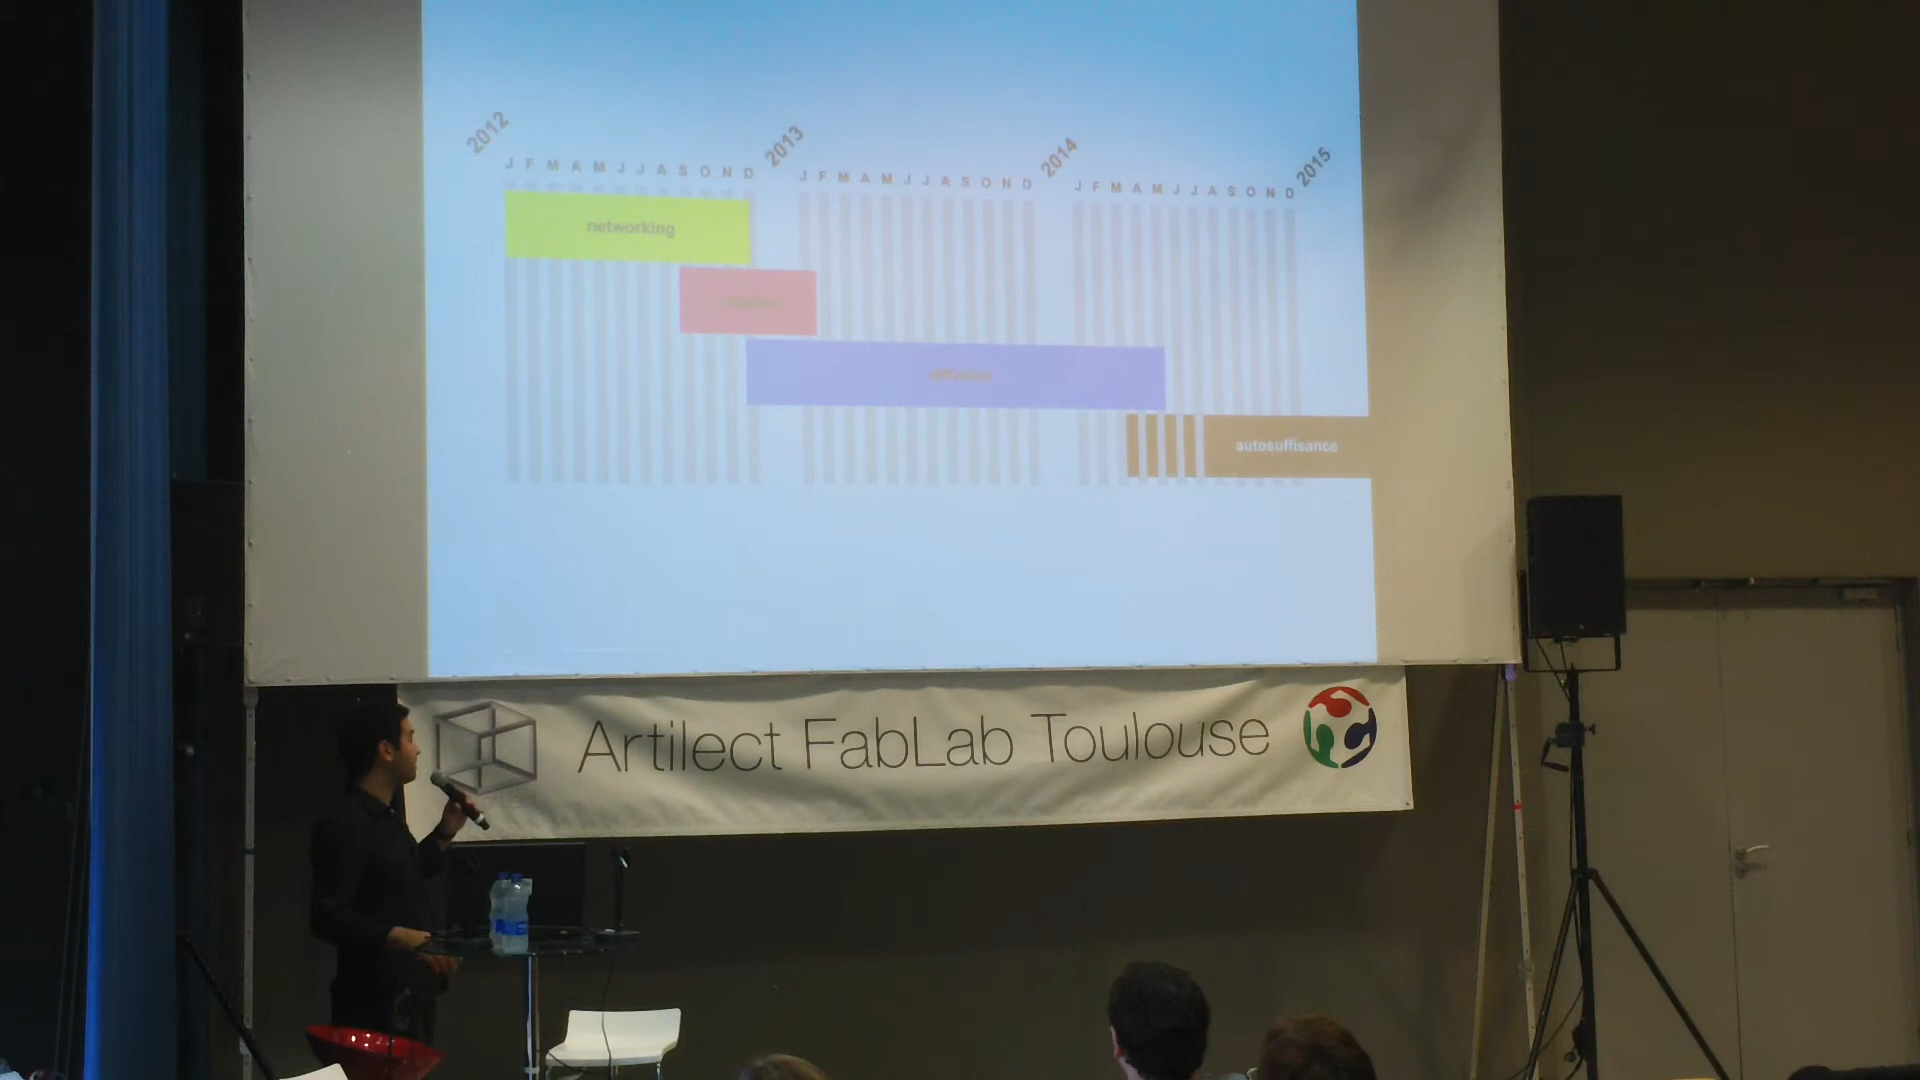 2012 2013 2014 2015
J F M A M J J A S O N D J F M A M J J A S O N D J F M A M J J A S O N D
networking
autosuffisance
Artilect FabLab Toulouse